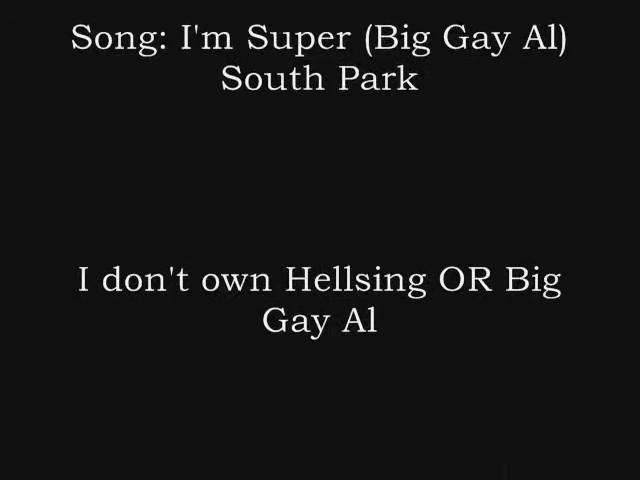 Song: I'm Super (Big Gay Al)
South Park
I don't own Hellsing OR Big
Gay Al